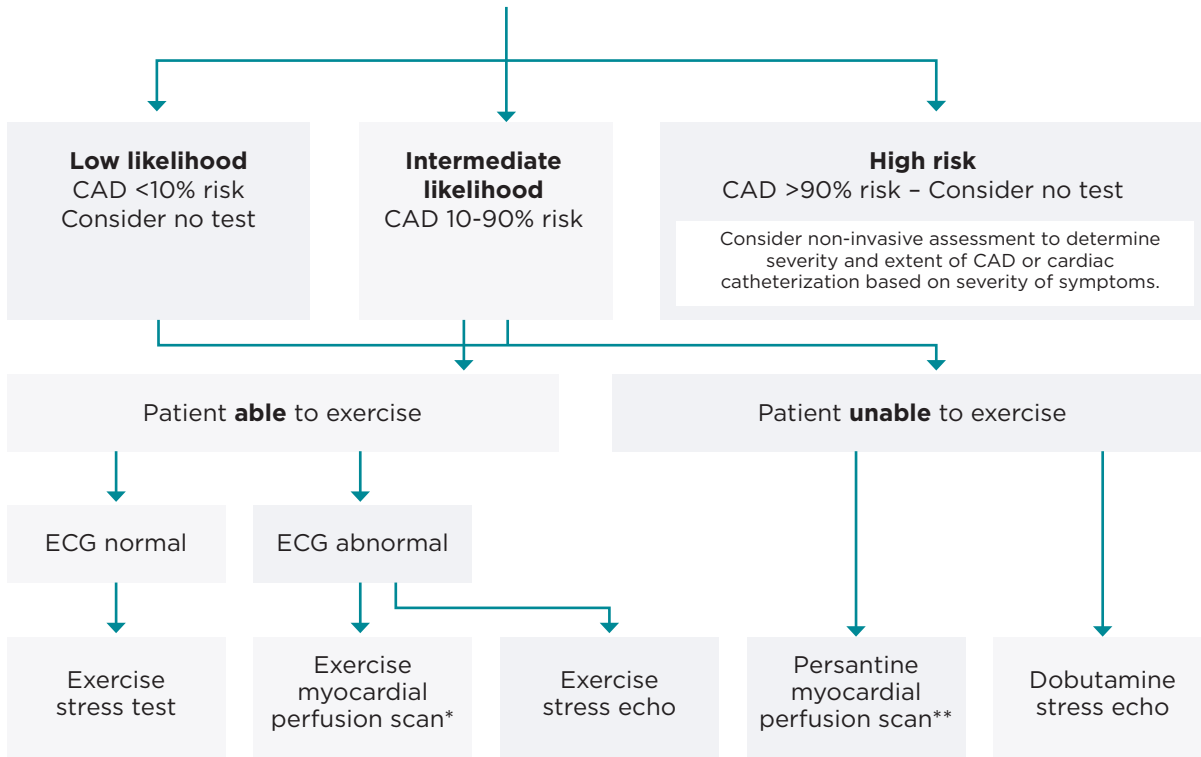 Low likelihood
CAD <10% risk
Consider no test
Intermediate
likelihood
CAD 10-90% risk
High risk
CAD >90% risk – Consider no test
Consider non-invasive assessment to determine
severity and extent of CAD or cardiac
catheterization based on severity of symptoms.
Patient able to exercise
Patient unable to exercise
ECG normal
ECG abnormal
Exercise
stress test
Exercise
myocardial
perfusion scan*
Exercise
stress echo
Persantine
myocardial
perfusion scan**
Dobutamine
stress echo